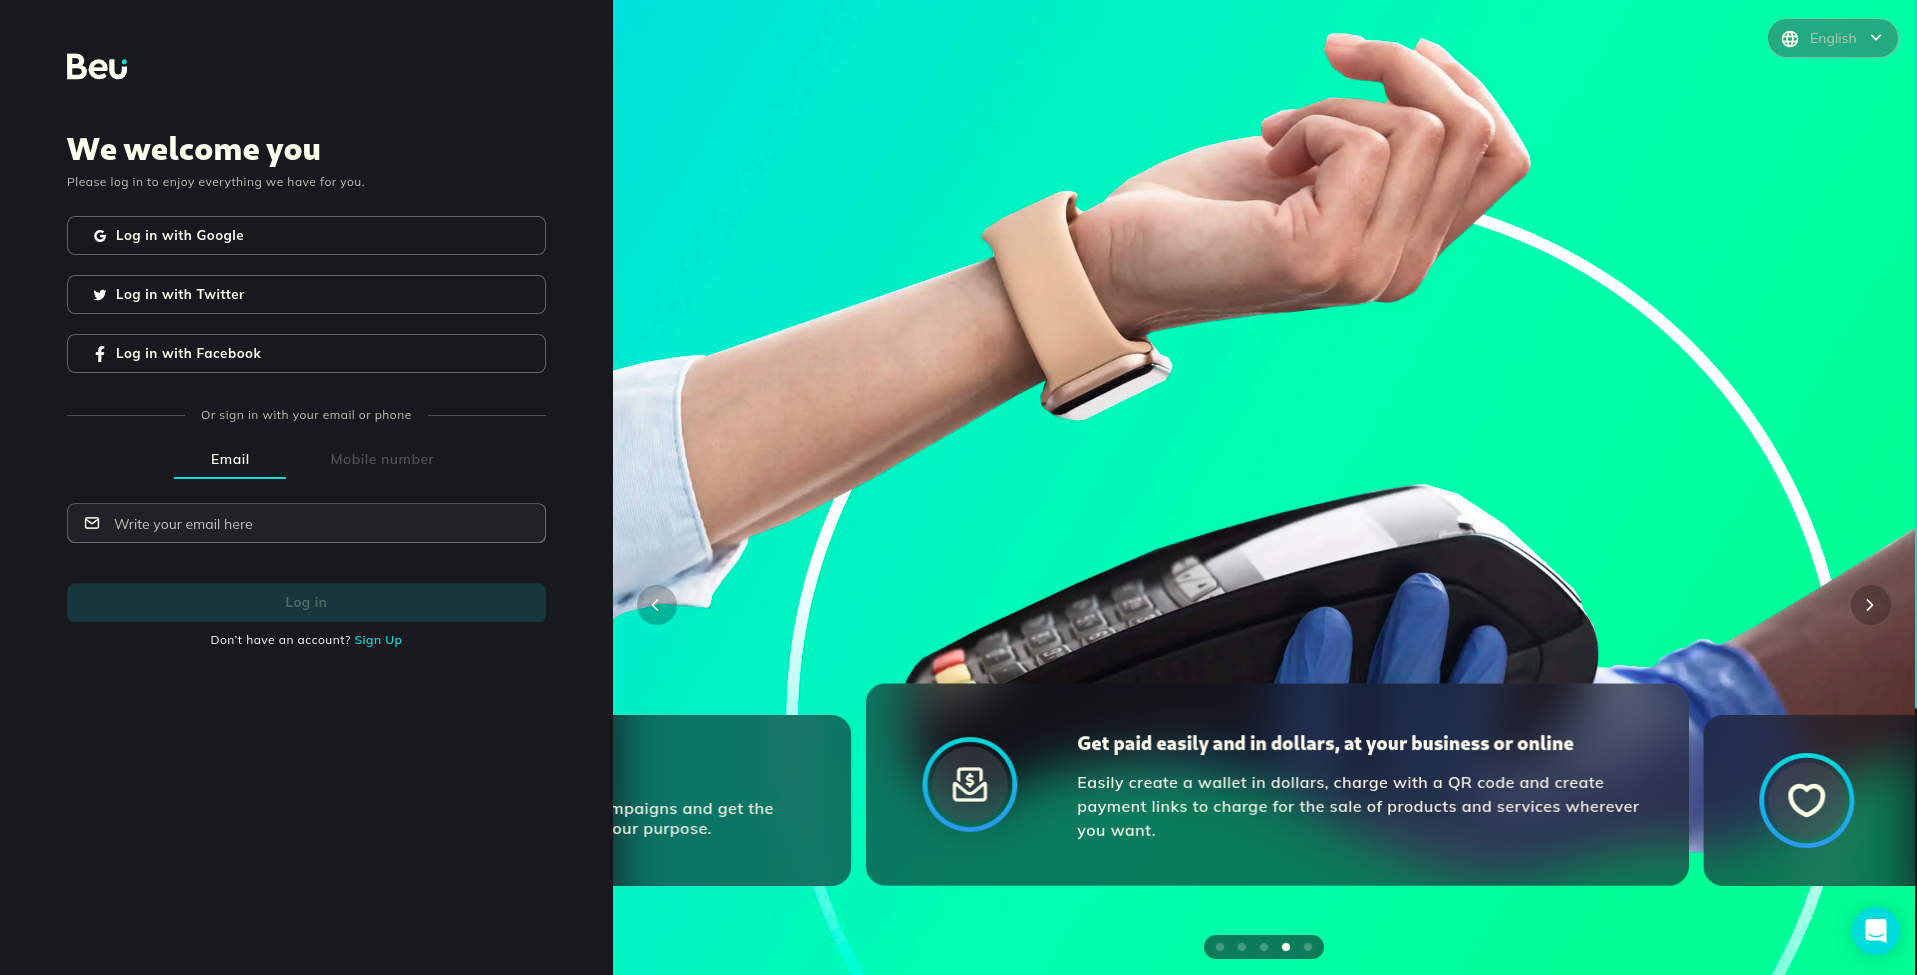 Beu
English
We welcome you
Please log in to enjoy everything we have for you.
Log in with Google
Log in with Twitter
Log in with Facebook
Or sign in with your email or phone
Email
Mobile number
Write your email here
Log in
Don't have an account? Sign Up
mpaigns and get the
our purpose.
Get paid easily and in dollars, at your business or online
Easily create a wallet in dollars, charge with a QR code and create
payment links to charge for the sale of products and services wherever
you want.